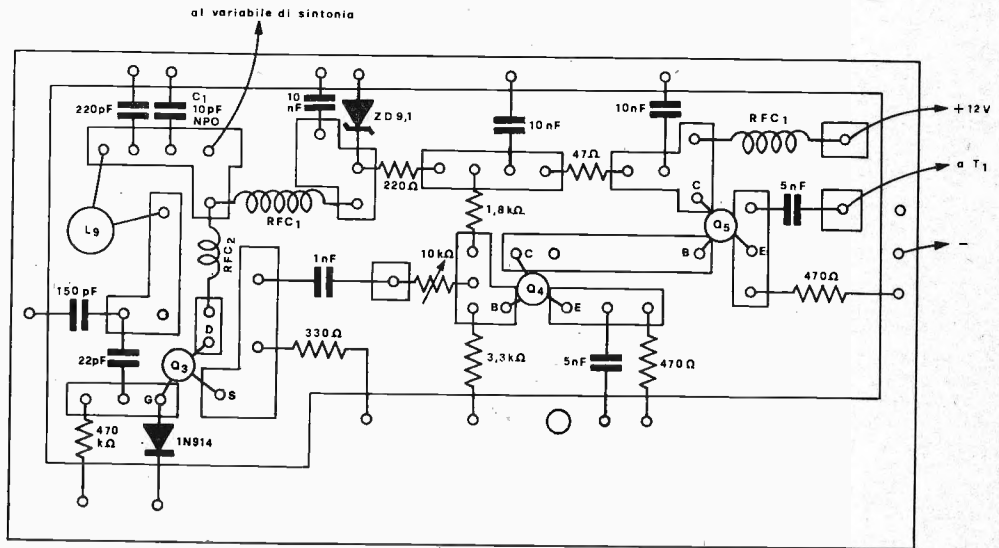 al variabile di sintonia
220pF
C1
10pF
NPO
10
nF
ZD9,1
10nF
10nF
RFC1
+12V
a T1
220Ω
47Ω
5nF
C
Q5
B
E
-
L9
RFC1
RFC2
1,8kΩ
1nF
10kΩ
C
Q4
B
E
470Ω
150pF
D
22pF
Q3
S
G
330Ω
3,3kΩ
5nF
470Ω
470
kΩ
1N914